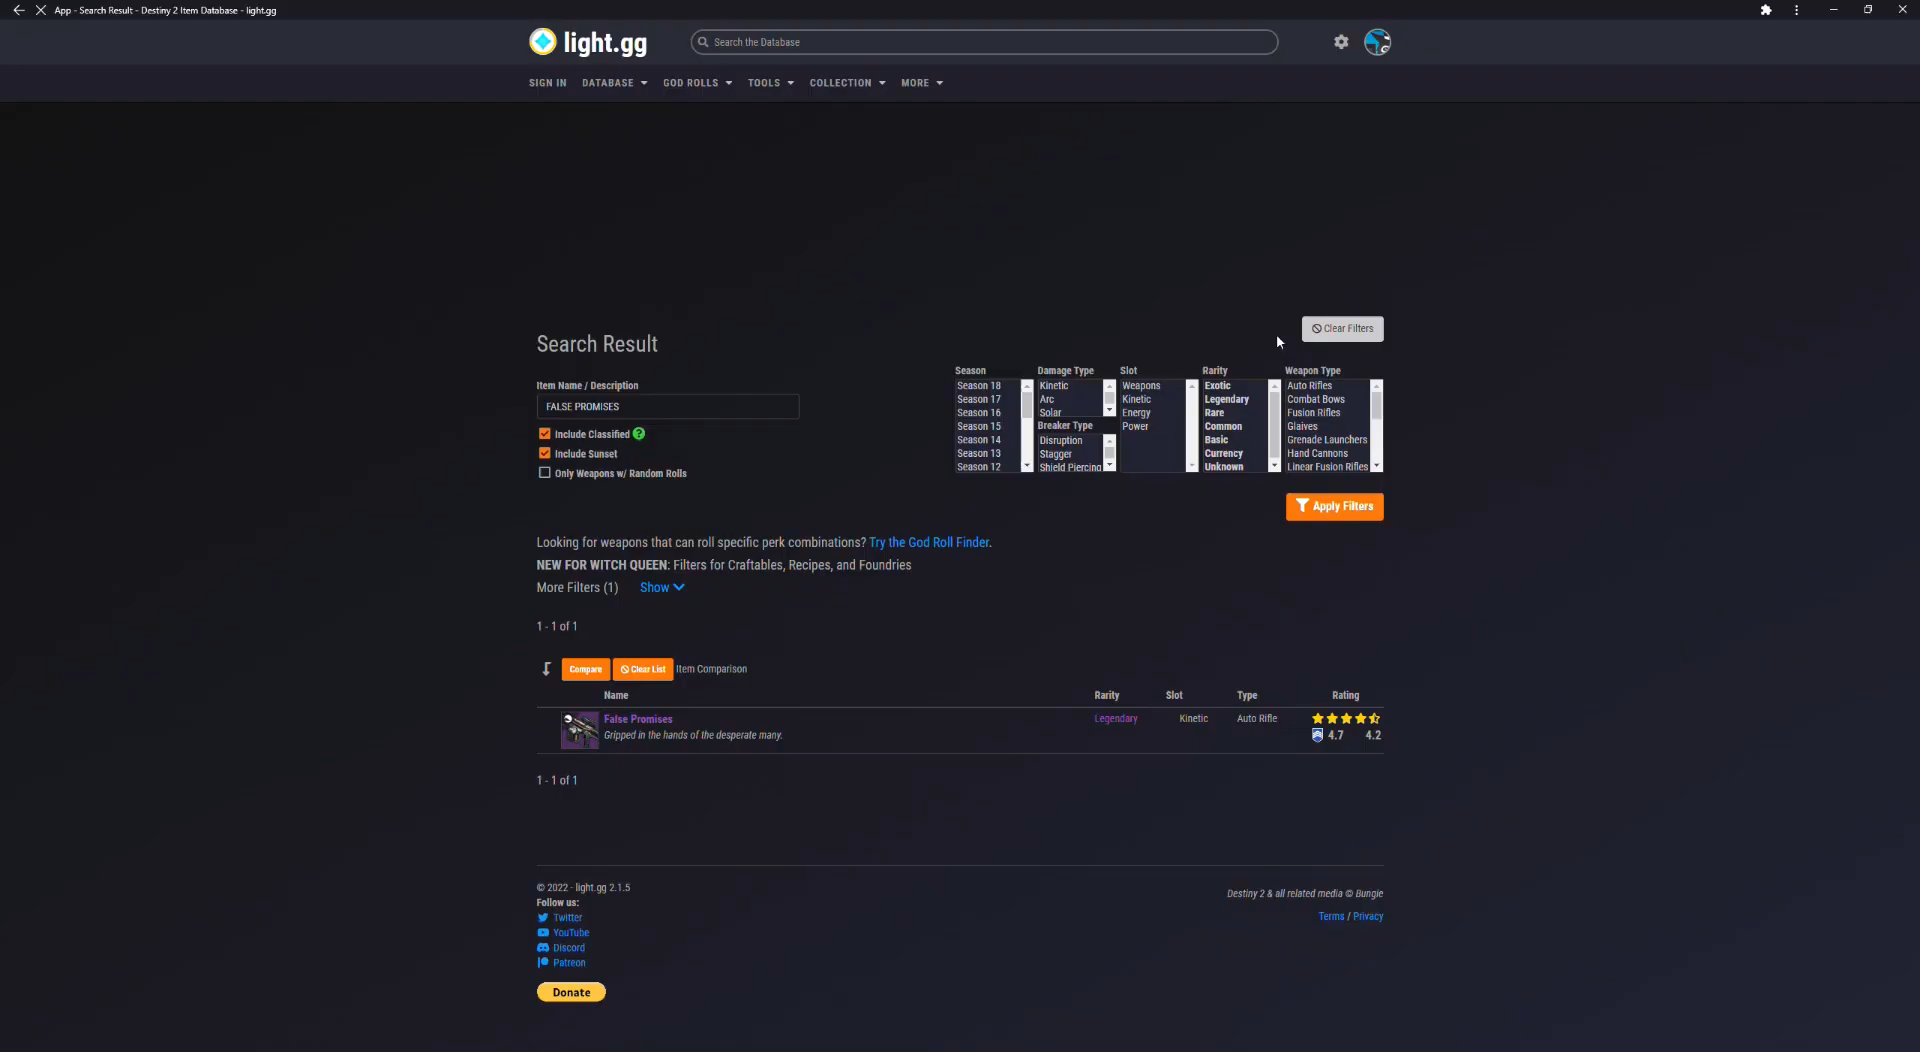 App - Search Result - Destiny 2 Item Database - light.gg
light.gg
Search the Database
SIGN IN DATABASE GOD ROLLS TOOLS COLLECTION MORE
Clear Filters
Search Result
Item Name / Description
FALSE PROMISES
Include Classified ?
Include Sunset
Only Weapons w/ Random Rolls
Season
Season 18
Season 17
Season 16
Season 15
Season 14
Season 13
Season 12
Damage Type
Kinetic
Arc
Solar
Breaker Type
Disruption
Stagger
Shield Piercing
Slot
Weapons
Kinetic
Energy
Power
Rarity
Exotic
Legendary
Rare
Common
Basic
Currency
Unknown
Weapon Type
Auto Rifles
Combat Bows
Fusion Rifles
Glaives
Grenade Launchers
Hand Cannons
Linear Fusion Rifles
Apply Filters
Looking for weapons that can roll specific perk combinations? Try the God Roll Finder.
NEW FOR WITCH QUEEN: Filters for Craftables, Recipes, and Foundries
More Filters (1) Show
1 - 1 of 1
Compare Clear List Item Comparison
Name Rarity Slot Type Rating
False Promises Legendary Kinetic Auto Rifle
Gripped in the hands of the desperate many. 4.7 4.2
1 - 1 of 1
© 2022 - light.gg 2.1.5
Follow us:
Twitter
YouTube
Discord
Patreon
Donate
Destiny 2 & all related media © Bungie
Terms / Privacy